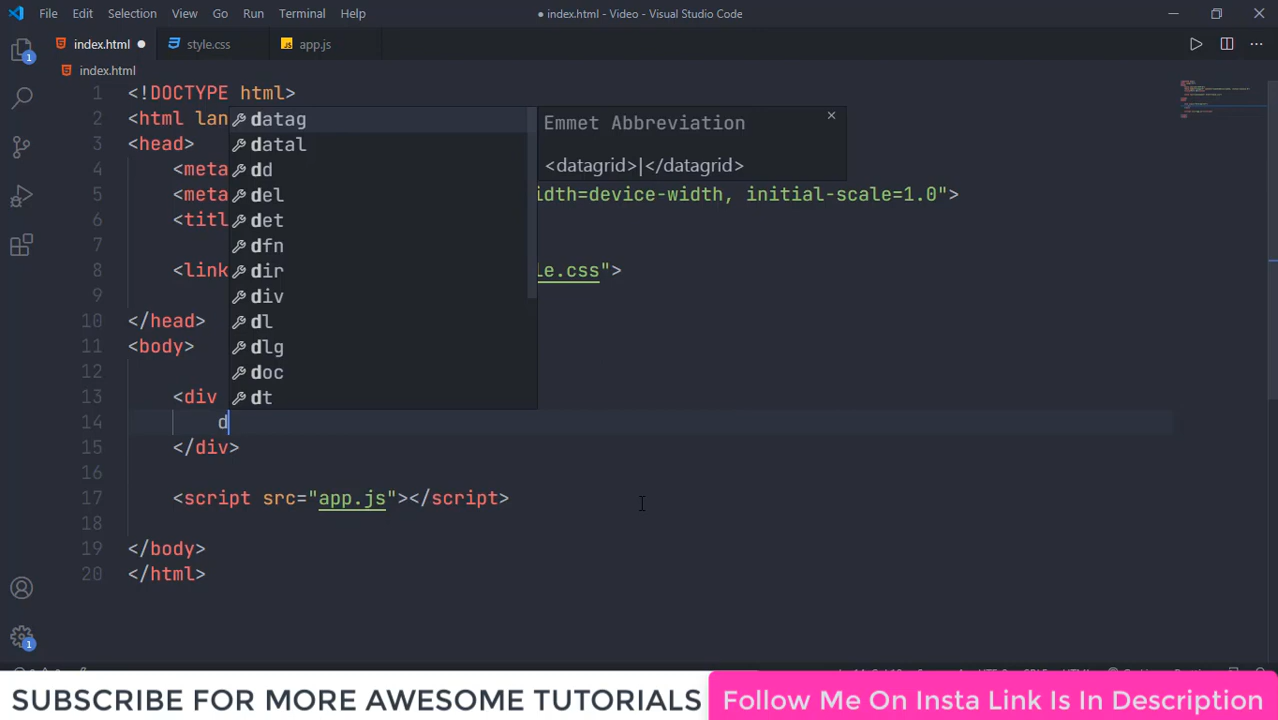 File Edit Selection View Go Run Terminal Help
● index.html - Video - Visual Studio Code
index.html ● style.css JS app.js
index.html
1 <!DOCTYPE html>
2 <html lan
3 <head>
4 <meta
5 <meta idth=device-width, initial-scale=1.0">
6 <titl
7
8 <link le.css">
9
10 </head>
11 <body>
12
13 <div
14 d
15 </div>
16
17 <script src="app.js"></script>
18
19 </body>
20 </html>
datag
datal
dd
del
det
dfn
dir
div
dl
dlg
doc
dt
Emmet Abbreviation
<datagrid>|</datagrid>
1
1
SUBSCRIBE FOR MORE AWESOME TUTORIALS
Follow Me On Insta Link Is In Description